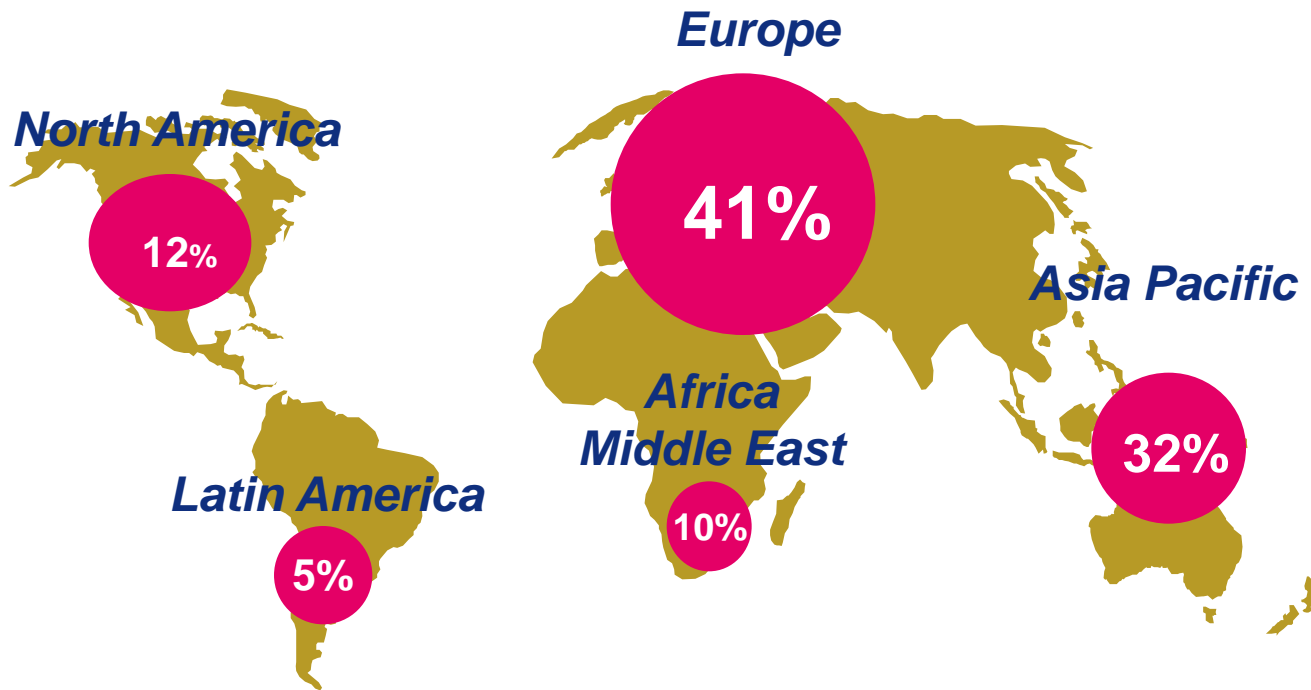 Europe
41%
North America
12%
Asia Pacific
32%
Africa
Middle East
10%
Latin America
5%